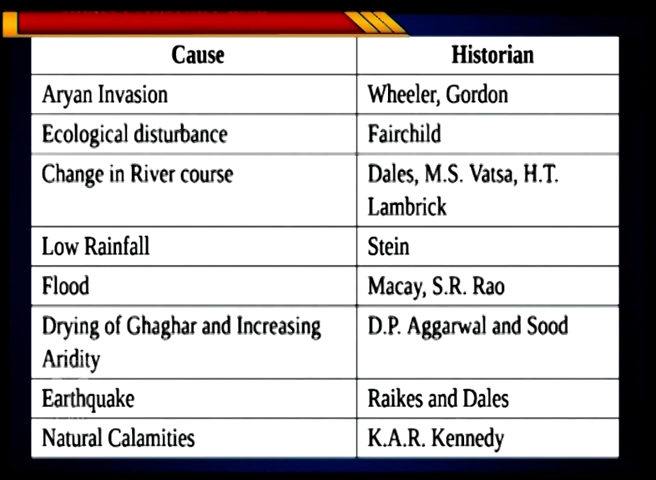 Cause Historian
Aryan Invasion Wheeler, Gordon
Ecological disturbance Fairchild
Change in River course Dales, M.S. Vatsa, H.T.
Lambrick
Low Rainfall Stein
Flood Macay, S.R. Rao
Drying of Ghaghar and Increasing D.P. Aggarwal and Sood
Aridity
Earthquake Raikes and Dales
Natural Calamities K.A.R. Kennedy